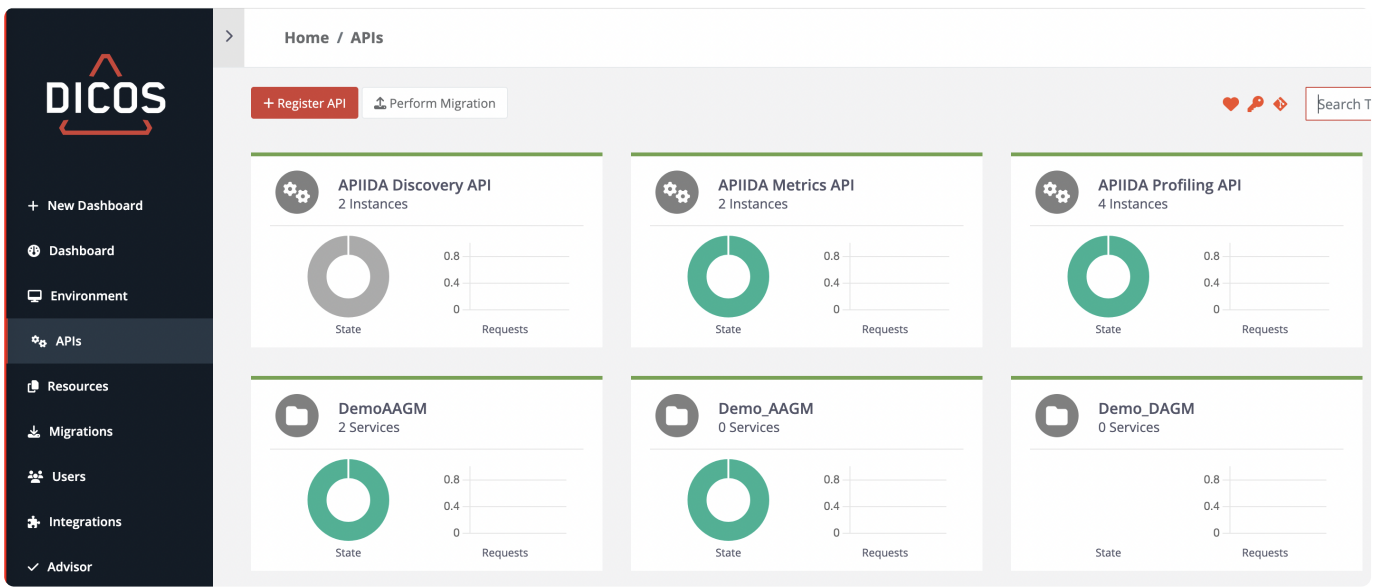 DICOS
New Dashboard
Dashboard
Environment
APIs
Resources
Migrations
Users
Integrations
Advisor
Home / APIs
+ Register API
Perform Migration
Search T
APIIDA Discovery API
2 Instances
0.8
0.4
0
State
Requests
APIIDA Metrics API
2 Instances
0.8
0.4
0
State
Requests
APIIDA Profiling API
4 Instances
0.8
0.4
0
State
Requests
DemoAAGM
2 Services
0.8
0.4
0
State
Requests
Demo_AAGM
0 Services
0.8
0.4
0
State
Requests
Demo_DAGM
0 Services
0.8
0.4
0
State
Requests